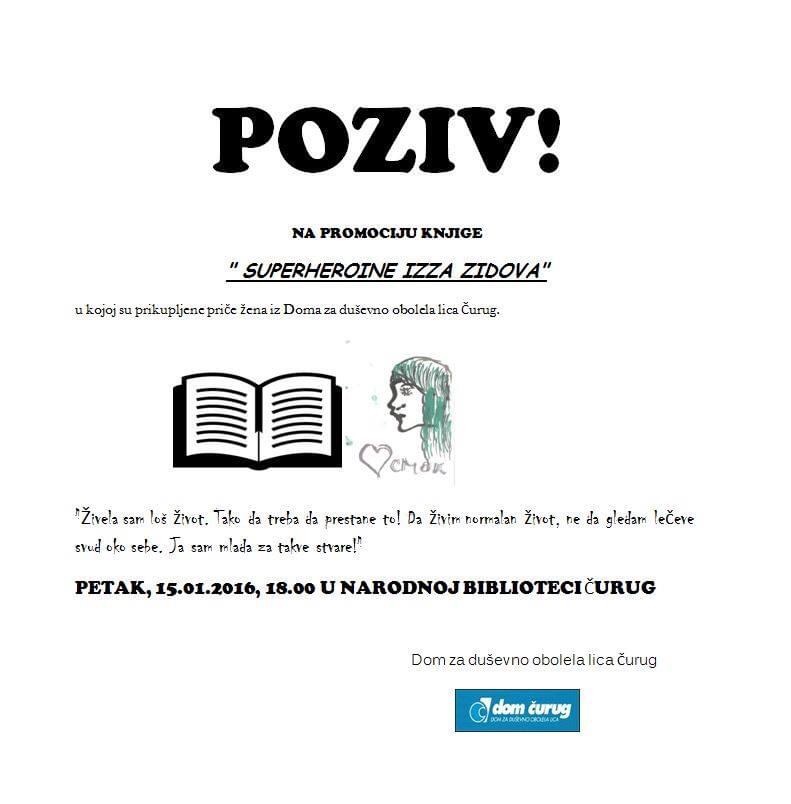 POZIV!
NA PROMOCIJU KNJIGE
" SUPERHEROINE IZZA ZIDOVA"
u kojoj su prikupljene priče žena iz Doma za duševno obolela lica Čurug.
смок
"Živela sam loš život. Tako da treba da prestane to! Da živim normalan život, ne da gledam lečeve
svud oko sebe. Ja sam mlada za takve stvare!"
PETAK, 15.01.2016, 18.00 U NARODNOJ BIBLIOTECI ČURUG
Dom za duševno obolela lica čurug
dom čurug
DOM ZA DUŠEVNO OBOLELA LICA